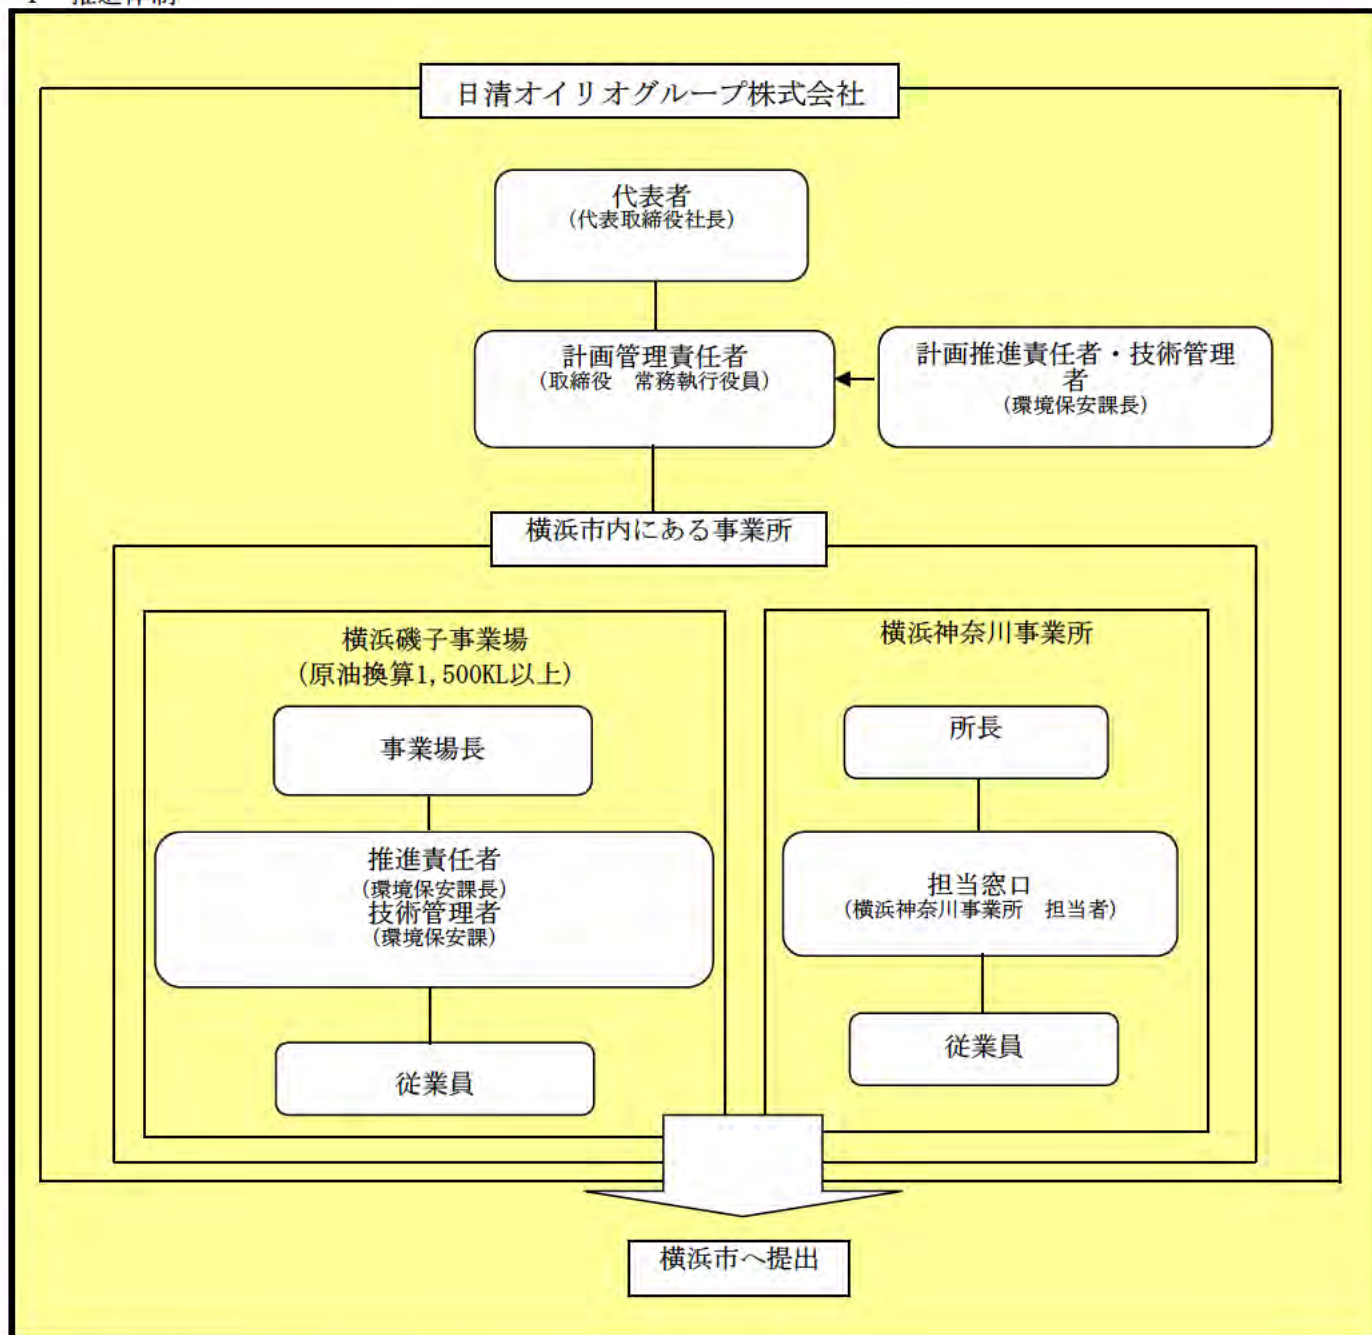 日清オイリオグループ株式会社
代表者
(代表取締役社長)
計画管理責任者
(取締役　常務執行役員)
計画推進責任者・技術管理
者
(環境保安課長)
横浜市内にある事業所
横浜磯子事業場
(原油換算1,500KL以上)
事業場長
推進責任者
(環境保安課長)
技術管理者
(環境保安課)
従業員
横浜神奈川事業所
所長
担当窓口
(横浜神奈川事業所　担当者)
従業員
横浜市へ提出